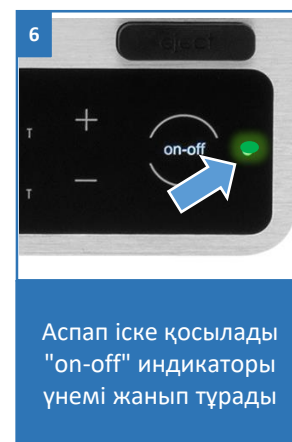 6
T
+
on-off
T
—
Аспап іске қосылады
"on-off" индикаторы
үнемі жанып тұрады